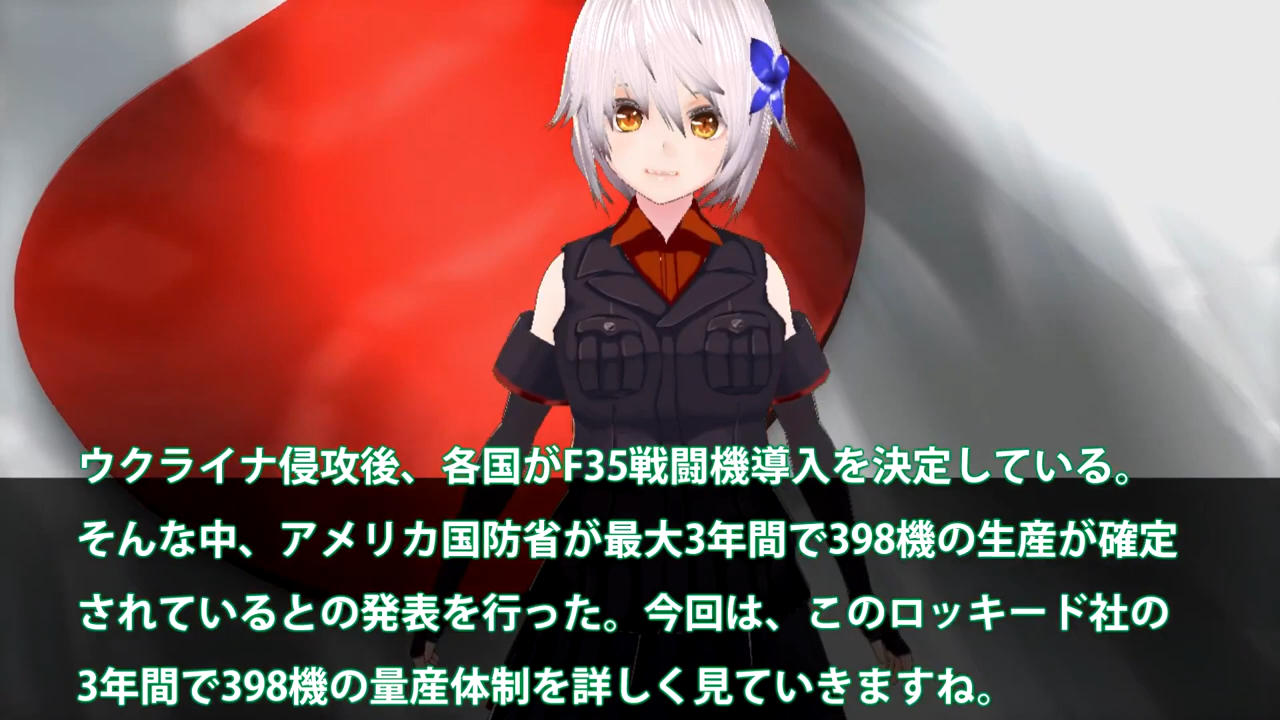 ウクライナ侵攻後、各国がF35戦闘機導入を決定している。
そんな中、アメリカ国防省が最大3年間で398機の生産が確定
されているとの発表を行った。今回は、このロッキード社の
3年間で398機の量産体制を詳しく見ていきますね。